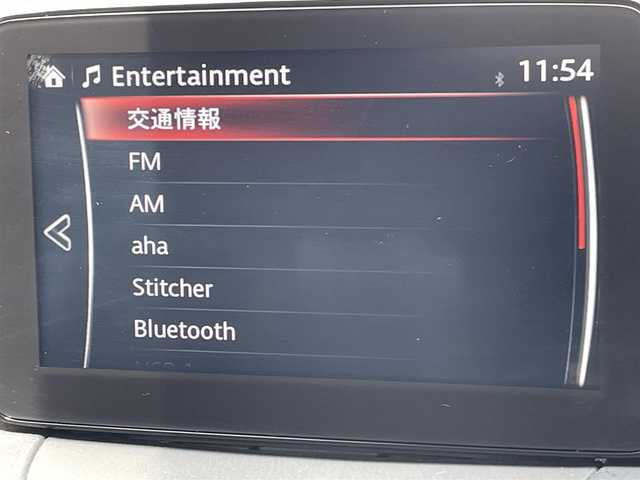 Entertainment 11:54
交通情報
FM
AM
aha
Stitcher
Bluetooth